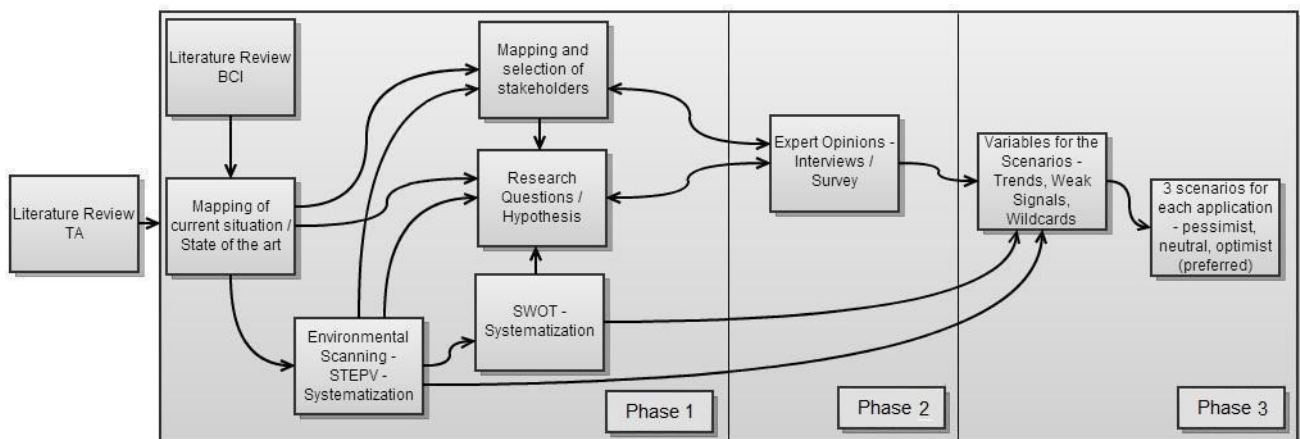 Literature Review
TA
Literature Review
BCI
Mapping of
current situation /
State of the art
Environmental
Scanning -
STEPV -
Systematization
Mapping and
selection of
stakeholders
Research
Questions /
Hypothesis
SWOT -
Systematization
Phase 1
Expert Opinions -
Interviews /
Survey
Phase 2
Variables for the
Scenarios -
Trends, Weak
Signals,
Wildcards
3 scenarios for
each application
- pessimist,
neutral, optimist
(preferred)
Phase 3